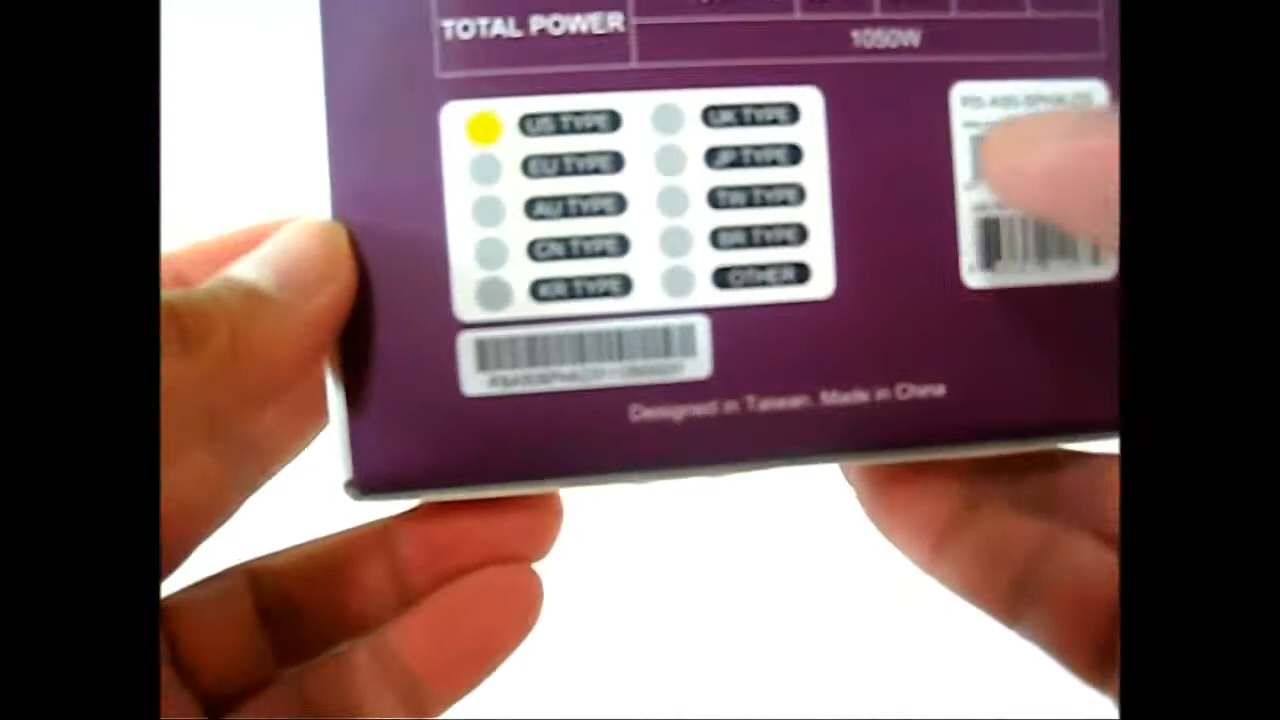 TOTAL POWER
1050W
US TYPE
UK TYPE
EU TYPE
JP TYPE
AU TYPE
TW TYPE
CN TYPE
BR TYPE
KR TYPE
OTHER
Designed in Taiwan. Made in China